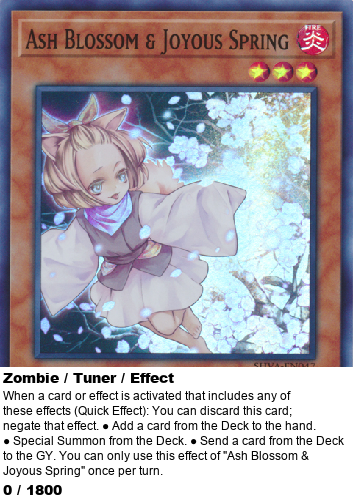 ASH BLOSSOM & JOYOUS SPRING
FIRE
炎
Zombie / Tuner / Effect
When a card or effect is activated that includes any of
these effects (Quick Effect): You can discard this card;
negate that effect. ● Add a card from the Deck to the hand.
● Special Summon from the Deck. ● Send a card from the Deck
to the GY. You can only use this effect of "Ash Blossom &
Joyous Spring" once per turn.
0 / 1800